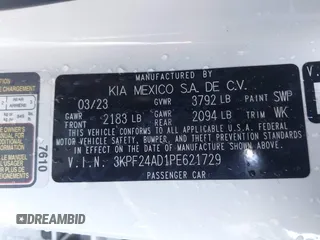 MANUFACTURED BY
KIA MEXICO S.A. DE C.V.
03/23 GVWR 3792 LB PAINT SWP
GAWR FRONT 2183 LB GAWR REAR 2094 LB TRIM WK
THIS VEHICLE CONFORMS TO ALL APPLICABLE U.S. FEDERAL
MOTOR VEHICLE SAFETY, BUMPER, AND THEFT PREVENTION STANDARDS
IN EFFECT ON THE DATE OF MANUFACTURE SHOWN ABOVE.
V.I.N. 3KPF24AD1PE621729
PASSENGER CAR
7610
V.I.
DREAMBID
DREAMBID.COM